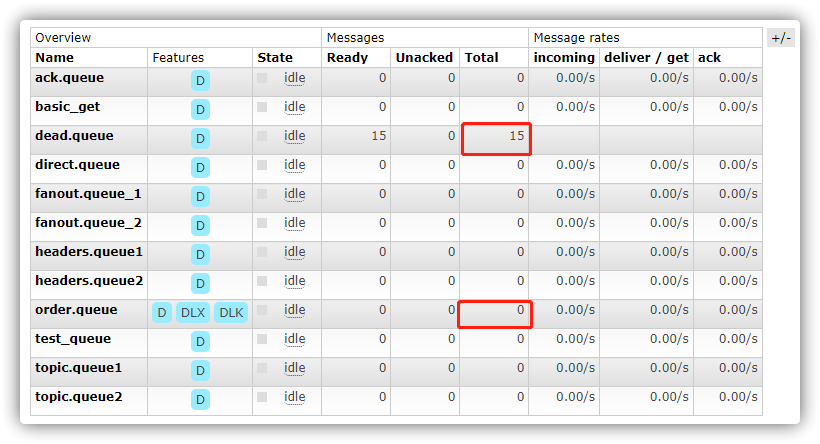 Overview Messages Message rates +/-
Name Features State Ready Unacked Total incoming deliver / get ack
ack.queue D idle 0 0 0 0.00/s 0.00/s 0.00/s
basic_get D idle 0 0 0 0.00/s 0.00/s 0.00/s
dead.queue D idle 15 0 15
direct.queue D idle 0 0 0 0.00/s 0.00/s 0.00/s
fanout.queue_1 D idle 0 0 0 0.00/s 0.00/s 0.00/s
fanout.queue_2 D idle 0 0 0 0.00/s 0.00/s 0.00/s
headers.queue1 D idle 0 0 0 0.00/s 0.00/s 0.00/s
headers.queue2 D idle 0 0 0 0.00/s 0.00/s 0.00/s
order.queue D DLX DLK idle 0 0 0 0.00/s 0.00/s 0.00/s
test_queue D idle 0 0 0 0.00/s 0.00/s 0.00/s
topic.queue1 D idle 0 0 0 0.00/s 0.00/s 0.00/s
topic.queue2 D idle 0 0 0 0.00/s 0.00/s 0.00/s